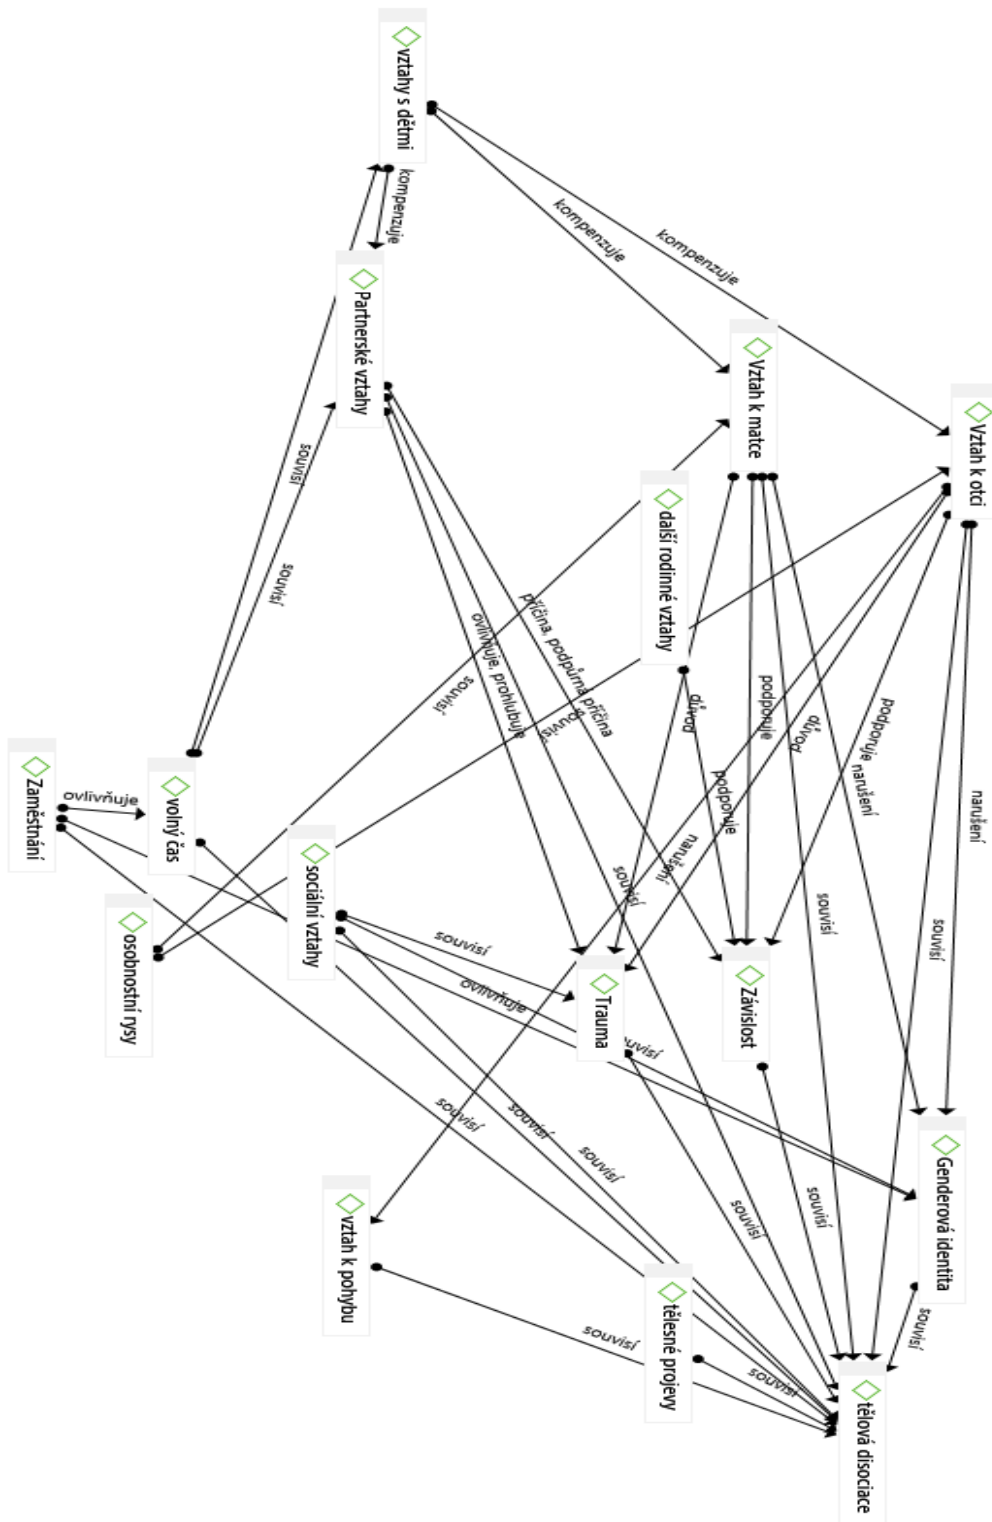 vztahy s dětmi
kompenzuje
kompenzuje
kompenzuje
Partnerské vztahy
Vztah k matce
Vztah k otci
souvisí
souvisí
další rodinné vztahy
příčina, podpůrná příčina
ovlivňuje, prohlubuje
souvisí
souvisí
důvod
podporuje
důvod
podporuje
narušení
narušení
podporuje
narušení
souvisí
souvisí
souvisí
Zaměstnání
ovlivňuje
volný čas
osobnostní rysy
sociální vztahy
souvisí
ovlivňuje
souvisí
Trauma
Závislost
Genderová identita
souvisí
souvisí
souvisí
souvisí
souvisí
souvisí
vztah k pohybu
souvisí
tělesné projevy
souvisí
tělová disociace